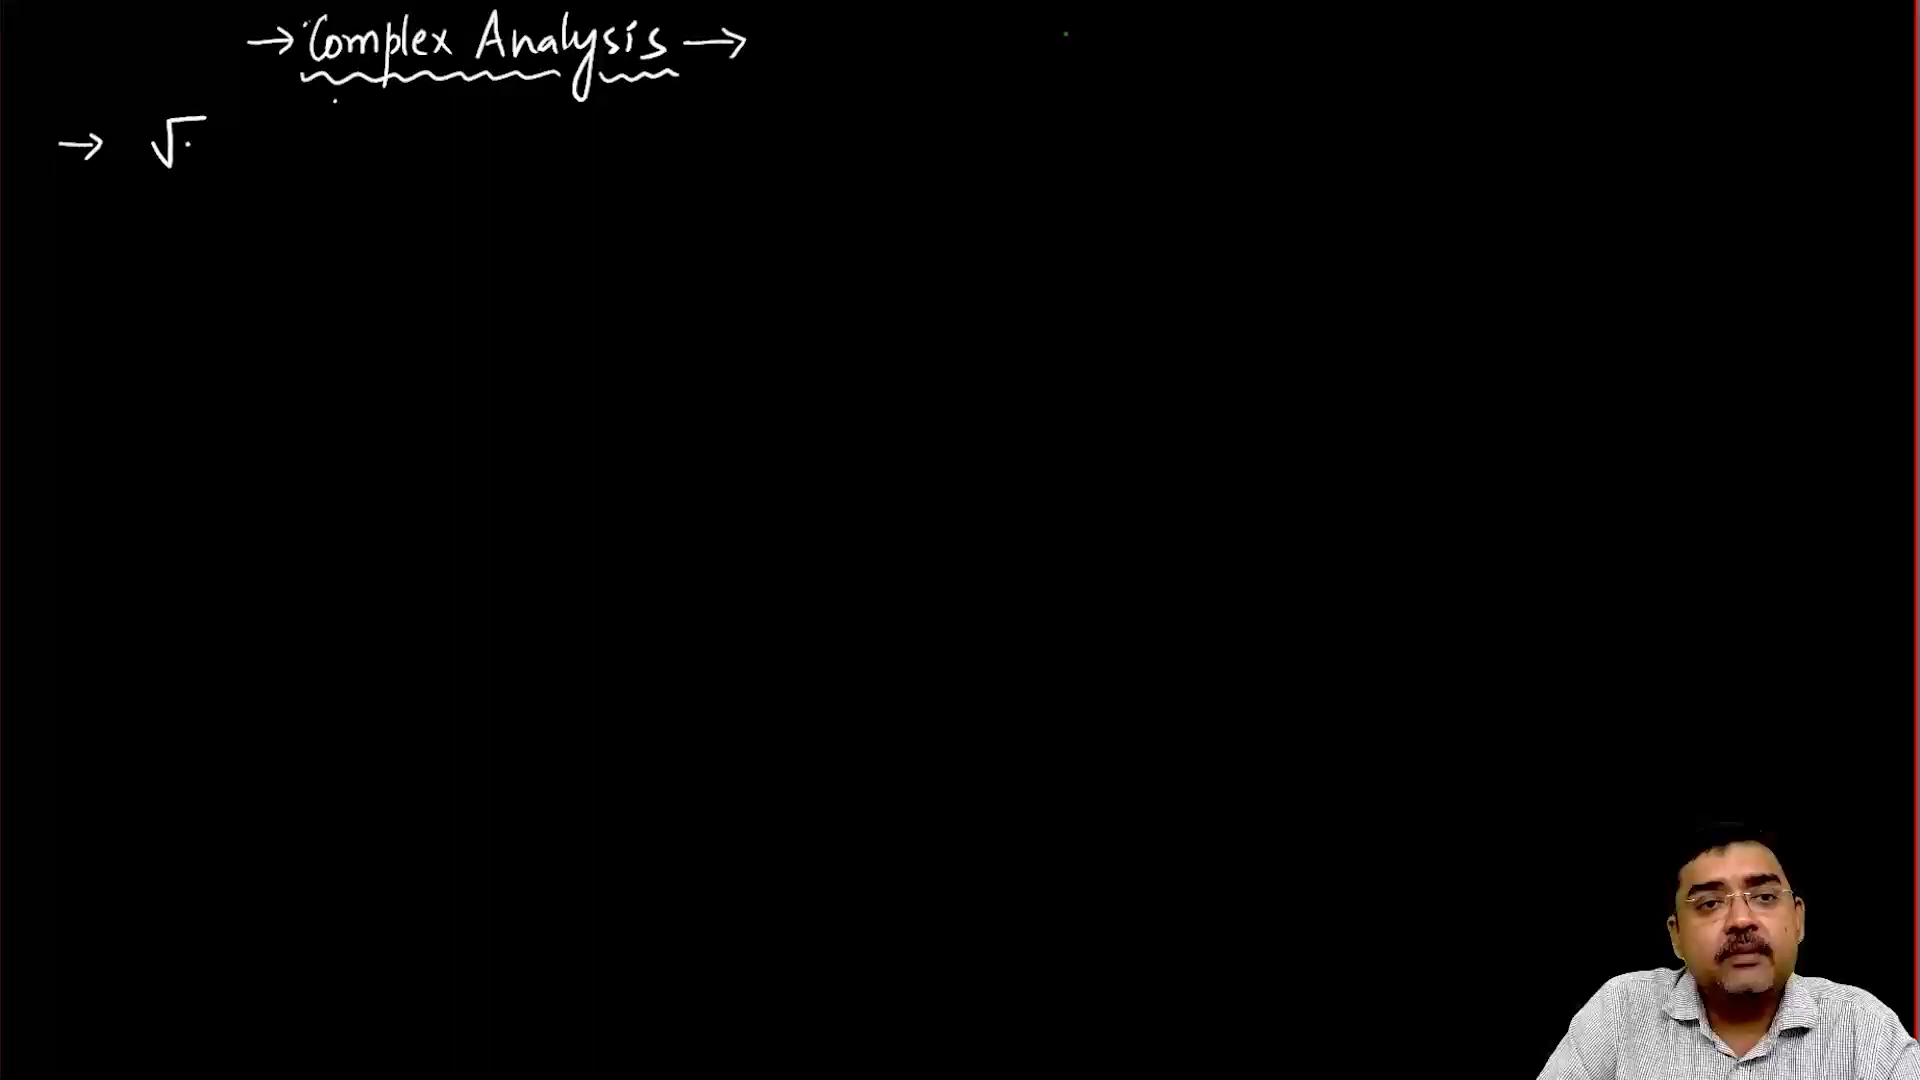 → Complex Analysis →
→ √.